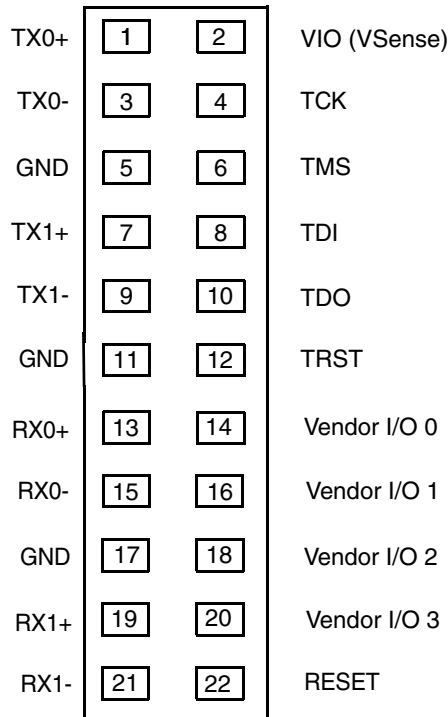 TX0+ 1 2 VIO (VSense)
TX0- 3 4 TCK
GND 5 6 TMS
TX1+ 7 8 TDI
TX1- 9 10 TDO
GND 11 12 TRST
RX0+ 13 14 Vendor I/O 0
RX0- 15 16 Vendor I/O 1
GND 17 18 Vendor I/O 2
RX1+ 19 20 Vendor I/O 3
RX1- 21 22 RESET